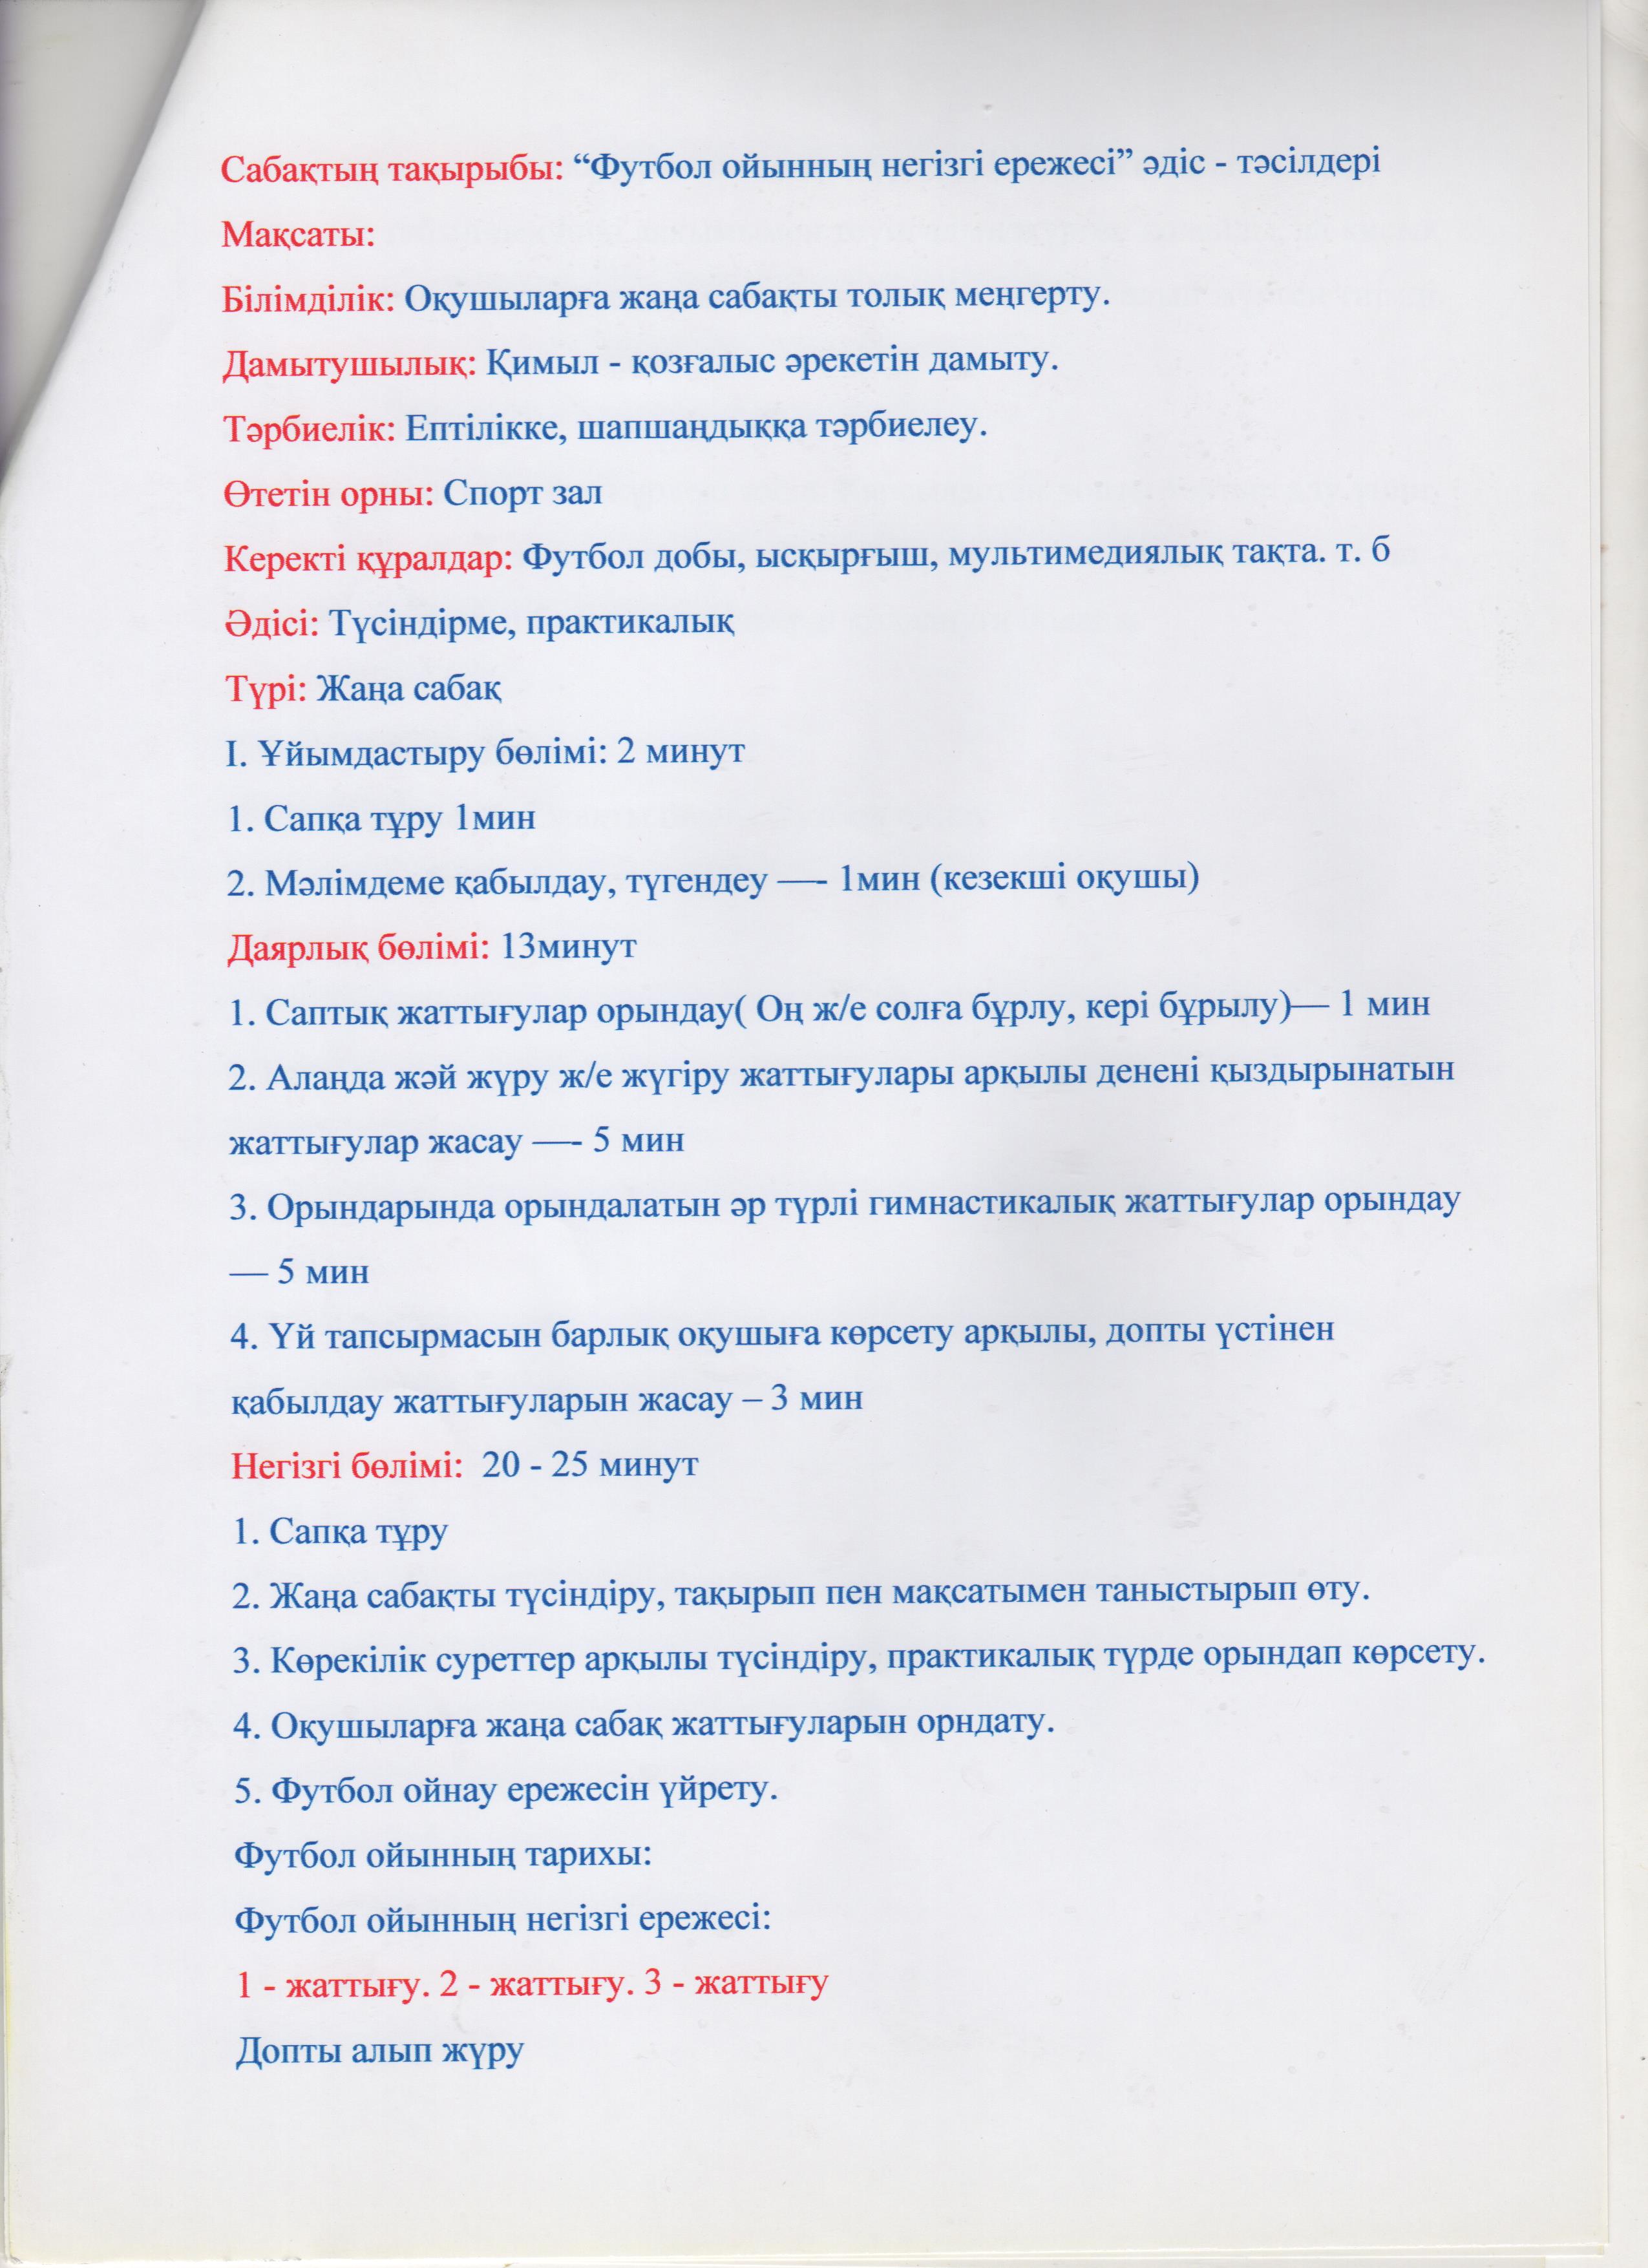 Сабақтың тақырыбы: “Футбол ойынның негізгі ережесі” әдіс - тәсілдері
Мақсаты:
Білімділік: Оқушыларға жаңа сабақты толық меңгерту.
Дамытушылық: Қимыл - қозғалыс әрекетін дамыту.
Тәрбиелік: Ептілікке, шапшаңдыққа тәрбиелеу.
Өтетін орны: Спорт зал
Керекті құралдар: Футбол добы, ысқырғыш, мультимедиялық тақта. т. б
Әдісі: Түсіндірме, практикалық
Түрі: Жаңа сабақ
І. Ұйымдастыру бөлімі: 2 минут
1. Сапқа тұру 1мин
2. Мәлімдеме қабылдау, түгендеу —- 1мин (кезекші оқушы)
Даярлық бөлімі: 13минут
1. Саптық жаттығулар орындау( Оң ж/е солға бұрлу, кері бұрылу)— 1 мин
2. Алаңда жәй жүру ж/е жүгіру жаттығулары арқылы денені қыздырынатын
жаттығулар жасау —- 5 мин
3. Орындарында орындалатын әр түрлі гимнастикалық жаттығулар орындау
— 5 мин
4. Үй тапсырмасын барлық оқушыға көрсету арқылы, допты үстінен
қабылдау жаттығуларын жасау – 3 мин
Негізгі бөлімі:  20 - 25 минут
1. Сапқа тұру
2. Жаңа сабақты түсіндіру, тақырып пен мақсатымен таныстырып өту.
3. Көрекілік суреттер арқылы түсіндіру, практикалық түрде орындап көрсету.
4. Оқушыларға жаңа сабақ жаттығуларын орндату.
5. Футбол ойнау ережесін үйрету.
Футбол ойынның тарихы:
Футбол ойынның негізгі ережесі:
1 - жаттығу. 2 - жаттығу. 3 - жаттығу
Допты алып жүру